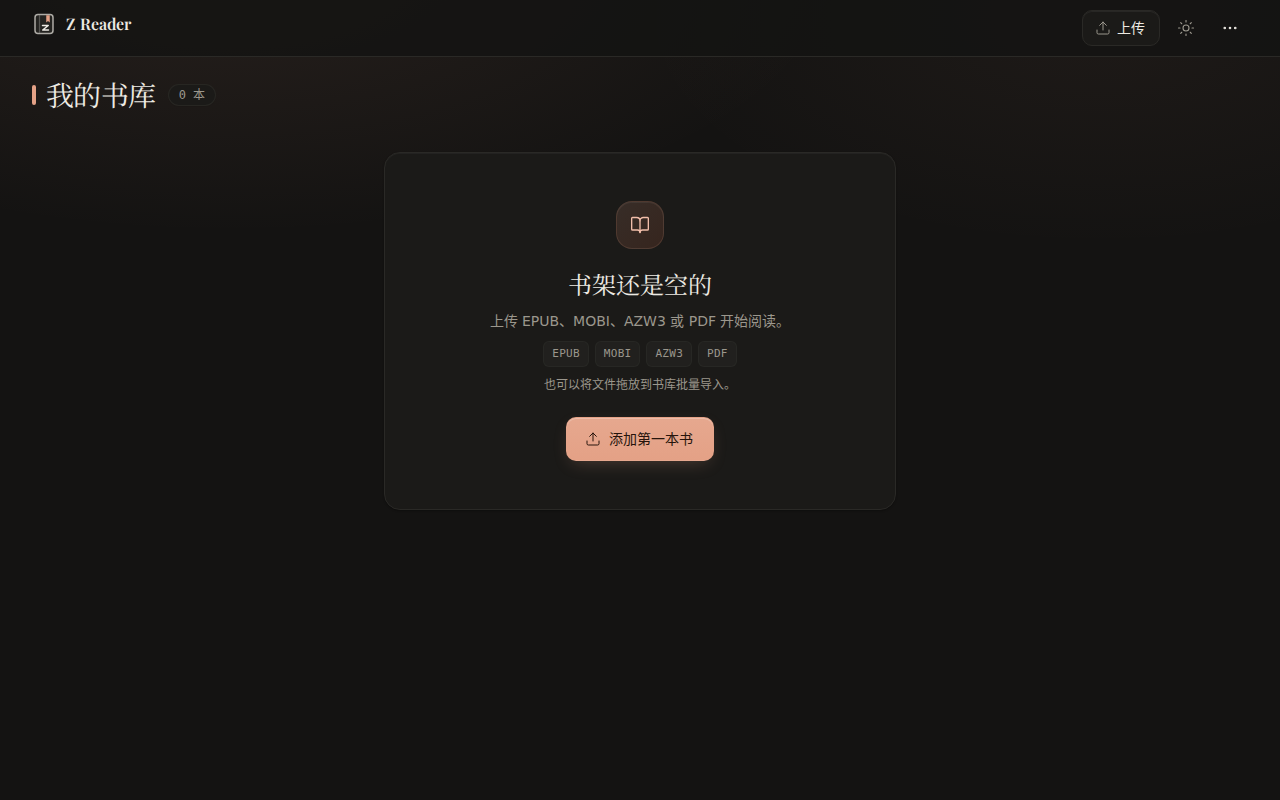 Z Reader
上传
我的书库
0 本
书架还是空的
上传 EPUB、MOBI、AZW3 或 PDF 开始阅读。
EPUB MOBI AZW3 PDF
也可以将文件拖放到书库批量导入。
添加第一本书